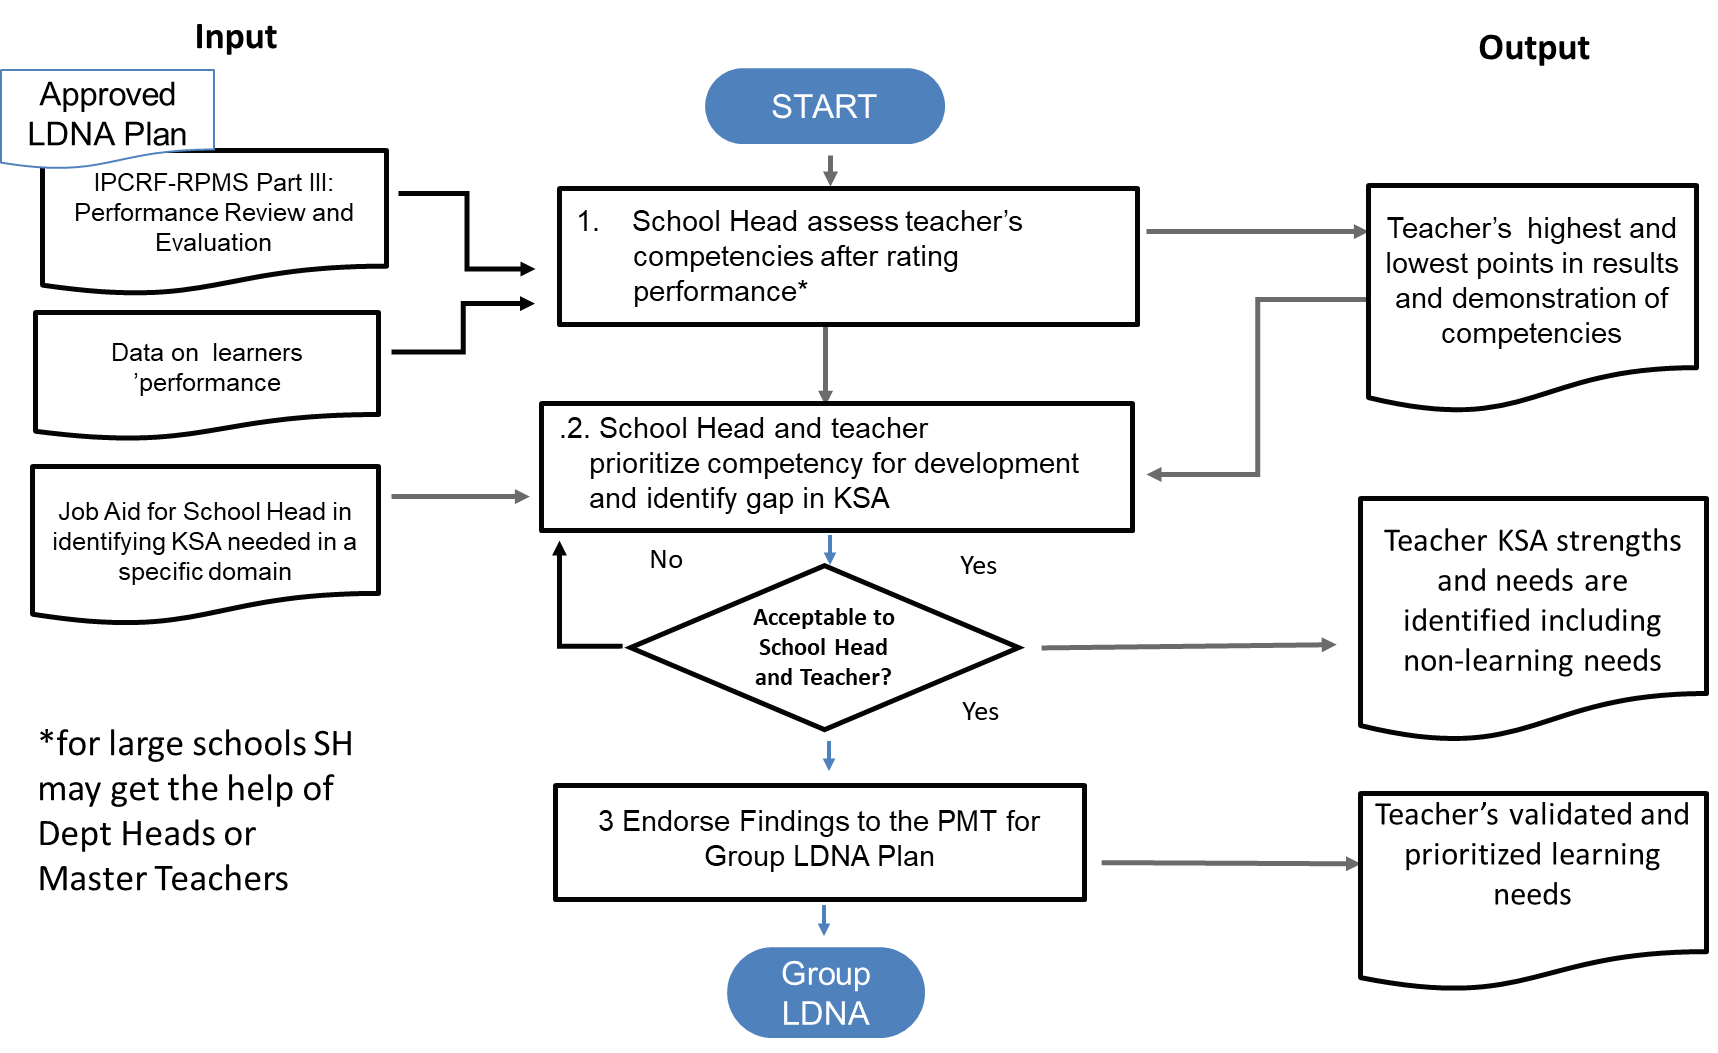 Input
Output
Approved
LDNA Plan
START
IPCRF-RPMS Part III:
Performance Review and
Evaluation
1. School Head assess teacher’s
competencies after rating
performance*
Teacher’s highest and
lowest points in results
and demonstration of
competencies
Data on learners
’performance
.2. School Head and teacher
prioritize competency for development
and identify gap in KSA
Job Aid for School Head in
identifying KSA needed in a
specific domain
No
Yes
Acceptable to
School Head
and Teacher?
Teacher KSA strengths
and needs are
identified including
non-learning needs
Yes
*for large schools SH
may get the help of
Dept Heads or
Master Teachers
3 Endorse Findings to the PMT for
Group LDNA Plan
Teacher’s validated and
prioritized learning
needs
Group
LDNA